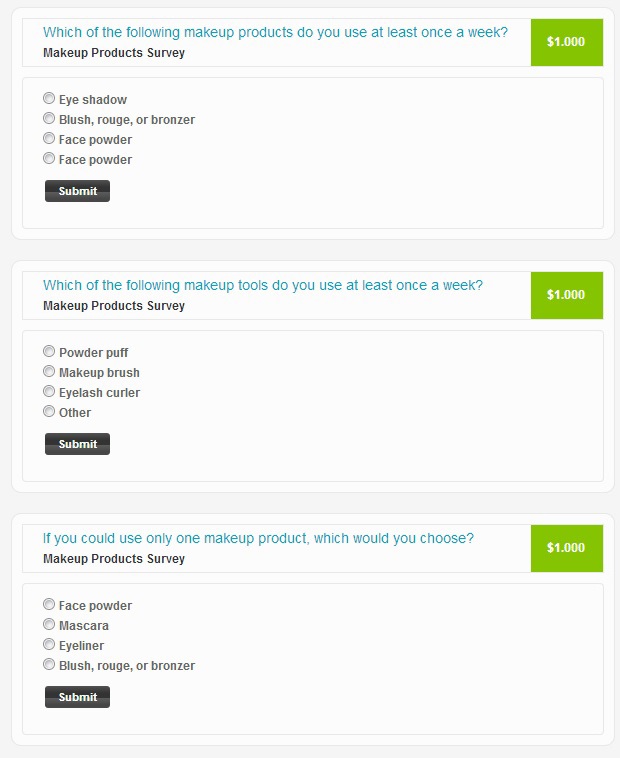 Which of the following makeup products do you use at least once a week?
Makeup Products Survey
$1.000
Eye shadow
Blush, rouge, or bronzer
Face powder
Face powder
Submit
Which of the following makeup tools do you use at least once a week?
Makeup Products Survey
$1.000
Powder puff
Makeup brush
Eyelash curler
Other
Submit
If you could use only one makeup product, which would you choose?
Makeup Products Survey
$1.000
Face powder
Mascara
Eyeliner
Blush, rouge, or bronzer
Submit